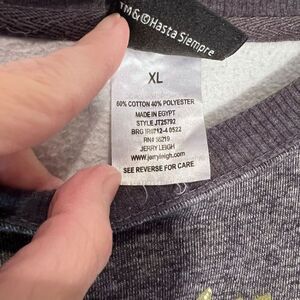 TM&©Hasta Siempre
XL
60% COTTON 40% POLYESTER
MADE IN EGYPT
STYLE JT25792
RN# 56219
JERRY LEIGH
www.jerryleigh.com
SEE REVERSE FOR CARE